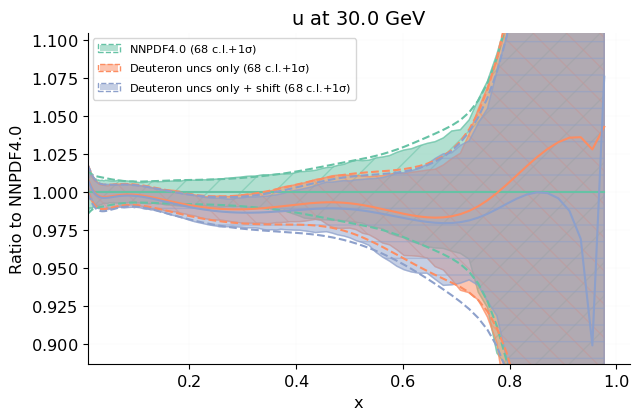 u at 30.0 GeV
NNPDF4.0 (68 c.l.+1σ)
Deuteron uncs only (68 c.l.+1σ)
Deuteron uncs only + shift (68 c.l.+1σ)
Ratio to NNPDF4.0
1.100
1.075
1.050
1.025
1.000
0.975
0.950
0.925
0.900
0.2
0.4
0.6
0.8
1.0
x